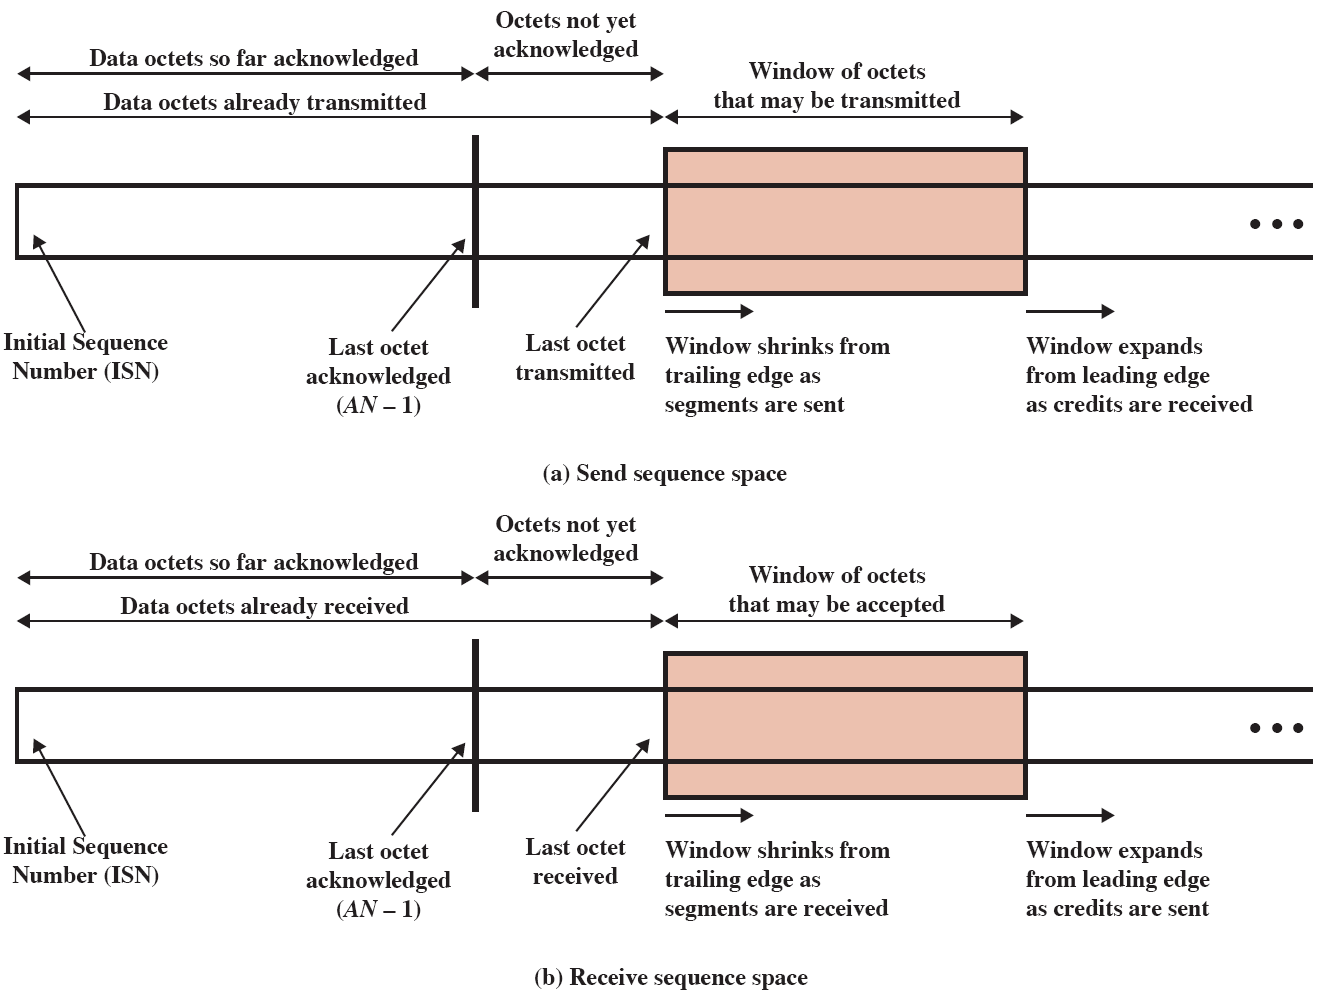 Octets not yet
acknowledged
Data octets so far acknowledged
Data octets already transmitted
Window of octets
that may be transmitted
Initial Sequence
Number (ISN)
Last octet
acknowledged
(AN – 1)
Last octet
transmitted
Window shrinks from
trailing edge as
segments are sent
Window expands
from leading edge
as credits are received
(a) Send sequence space
Octets not yet
acknowledged
Data octets so far acknowledged
Data octets already received
Window of octets
that may be accepted
Initial Sequence
Number (ISN)
Last octet
acknowledged
(AN – 1)
Last octet
received
Window shrinks from
trailing edge as
segments are received
Window expands
from leading edge
as credits are sent
(b) Receive sequence space